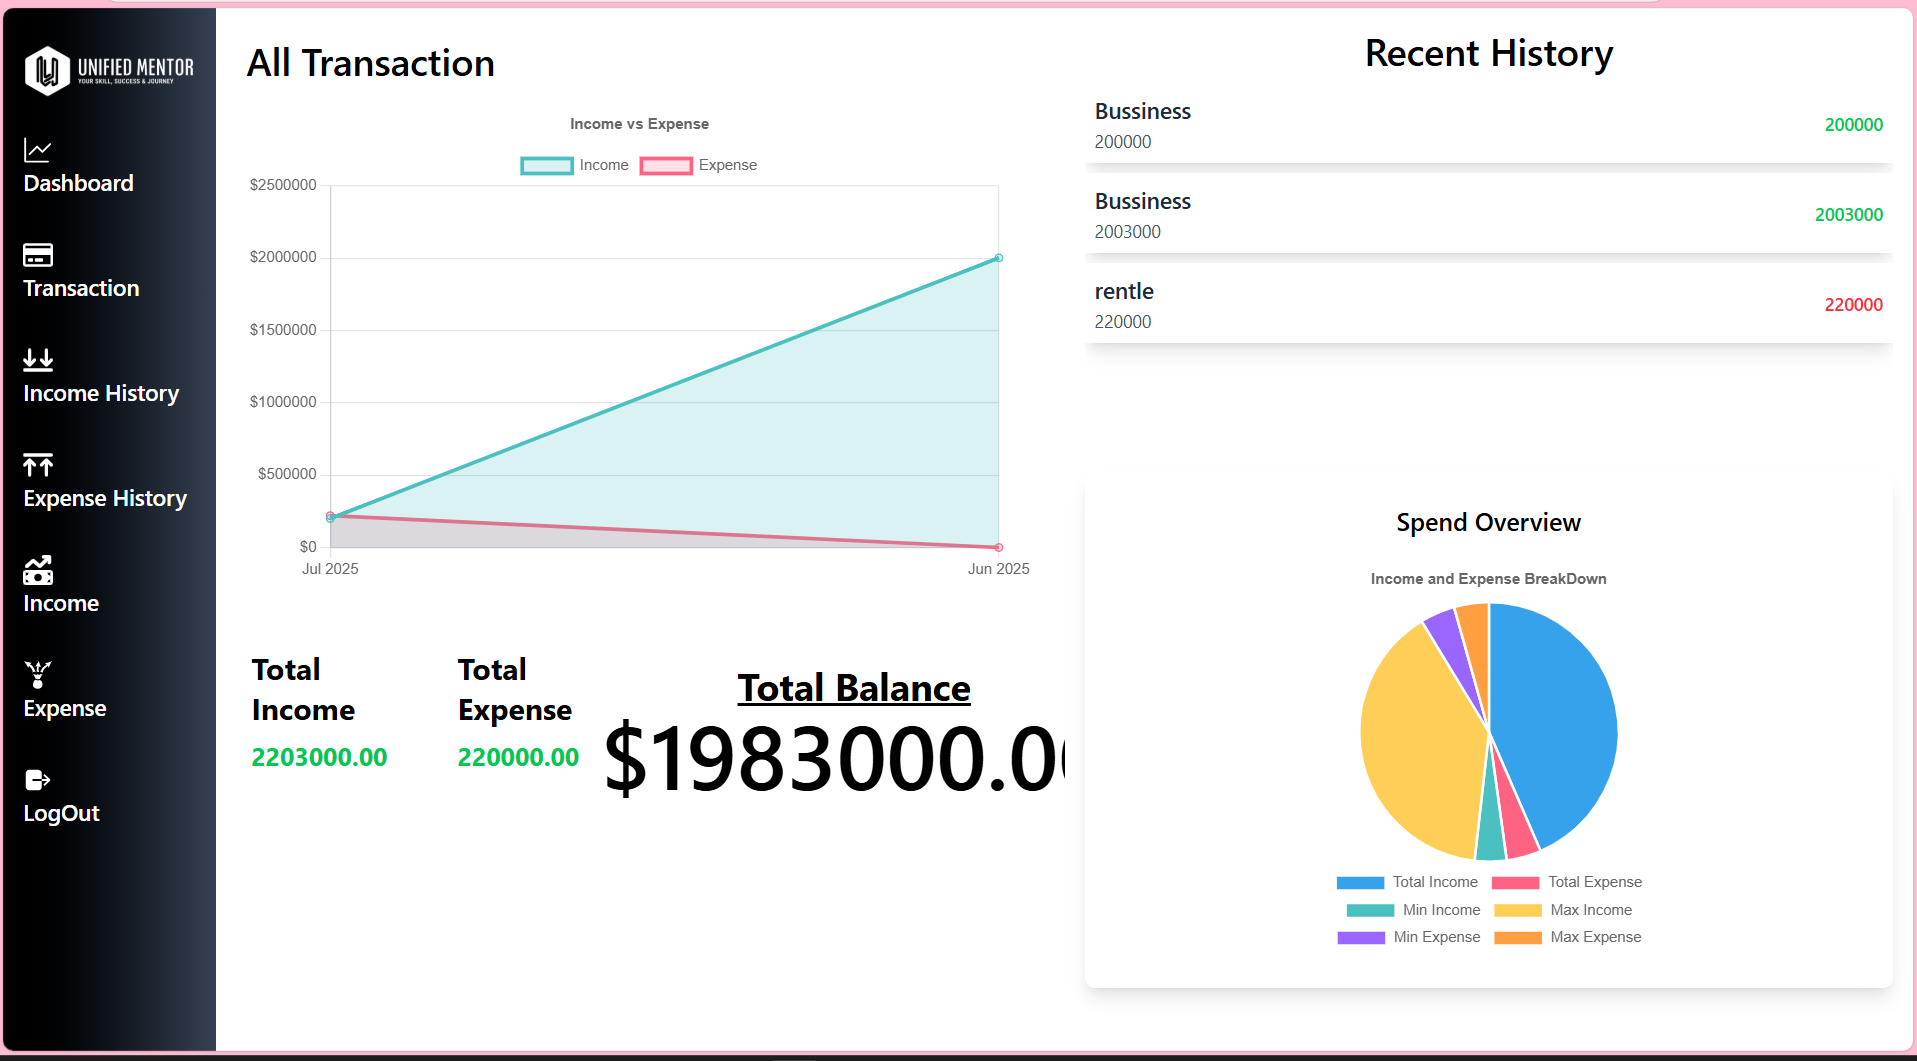 UNIFIED MENTOR
YOUR SKILL, SUCCESS & JOURNEY
Dashboard
Transaction
Income History
Expense History
Income
Expense
LogOut
All Transaction
Income vs Expense
Income Expense
$2500000
$2000000
$1500000
$1000000
$500000
$0
Jul 2025 Jun 2025
Total
Income
2203000.00
Total
Expense
220000.00
Total Balance
$1983000.00
Recent History
Bussiness
200000
200000
Bussiness
2003000
2003000
rentle
220000
220000
Spend Overview
Income and Expense BreakDown
Total Income Total Expense
Min Income Max Income
Min Expense Max Expense